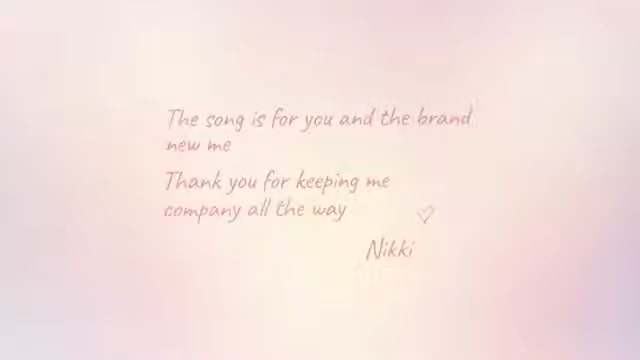 The song is for you and the brand
new me
Thank you for keeping me
company all the way
Nikki